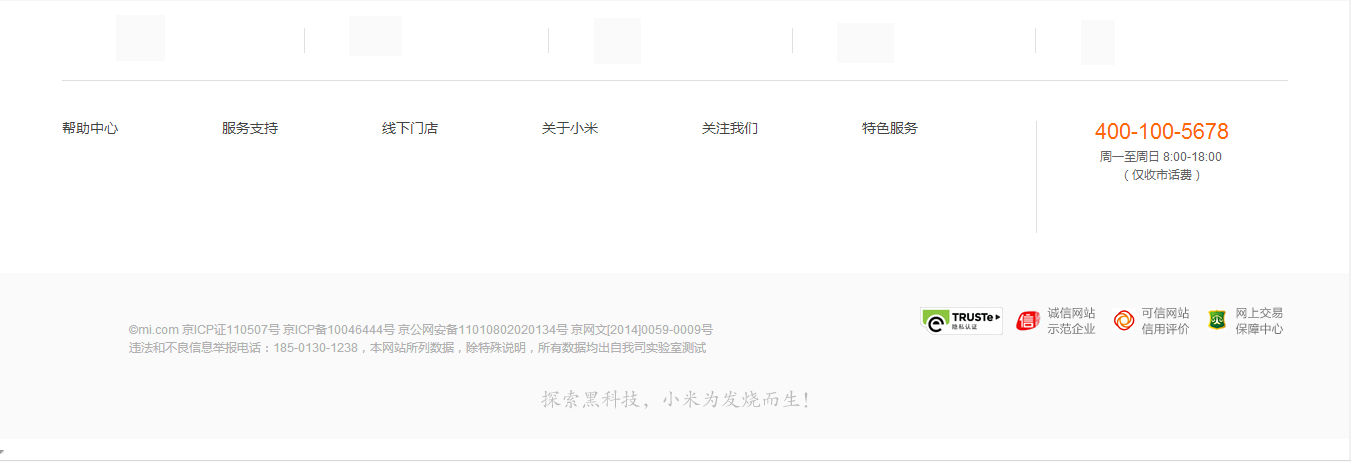 帮助中心 服务支持 线下门店 关于小米 关注我们 特色服务
400-100-5678
周一至周日 8:00-18:00
（仅收市话费）
©mi.com 京ICP证110507号 京ICP备10046444号 京公网安备11010802020134号 京网文[2014]0059-0009号
违法和不良信息举报电话：185-0130-1238，本网站所列数据，除特殊说明，所有数据均出自我司实验室测试
TRUSTe
隐私认证
信
诚信网站
示范企业
可信网站
信用评价
网上交易
保障中心
探索黑科技，小米为发烧而生！